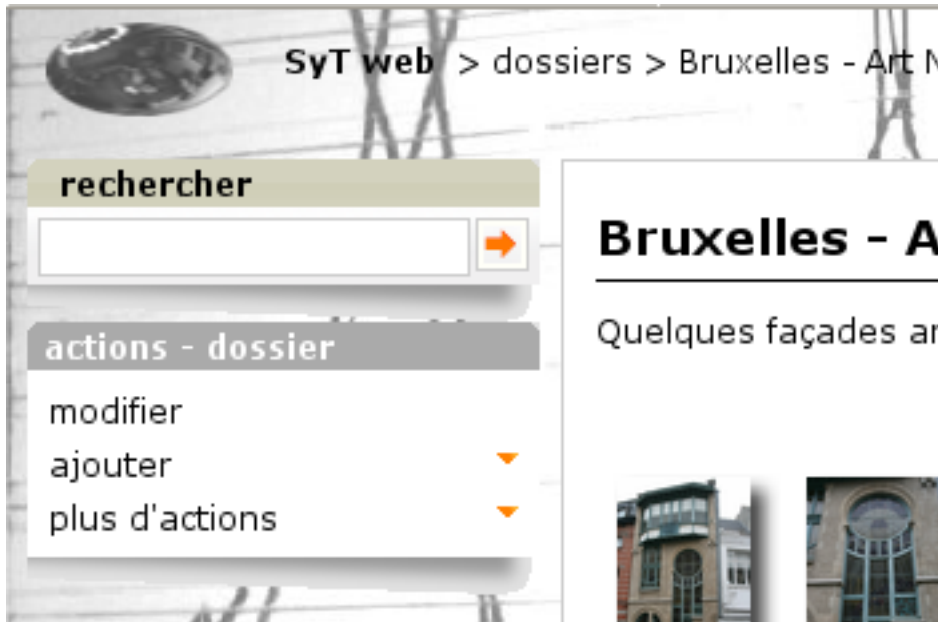 SyT web > dossiers > Bruxelles - Art N
rechercher
Bruxelles - A
Quelques façades ar
actions - dossier
modifier
ajouter
plus d'actions